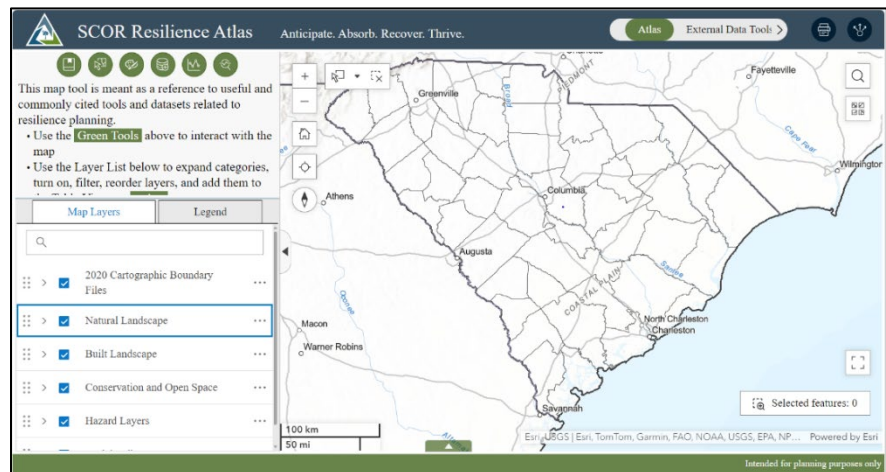 SCOR Resilience Atlas
Anticipate. Absorb. Recover. Thrive.
Atlas
External Data Tools
This map tool is meant as a reference to useful and
commonly cited tools and datasets related to
resilience planning.
• Use the Green Tools above to interact with the
map
• Use the Layer List below to expand categories,
turn on, filter, reorder layers, and add them to
Map Layers
Legend
2020 Cartographic Boundary
Files
Natural Landscape
Built Landscape
Conservation and Open Space
Hazard Layers
PIEDMONT
Fayetteville
Greenville
Broad
Cape Fear
Wilmington
Athens
Columbia
Augusta
Santee
COASTAL PLAIN
Oconee
Macon
Warner Robins
North Charleston
Charleston
Savannah
Selected features: 0
100 km
50 mi
Esri, USGS | Esri, TomTom, Garmin, FAO, NOAA, USGS, EPA, NP...
Powered by Esri
Intended for planning purposes only